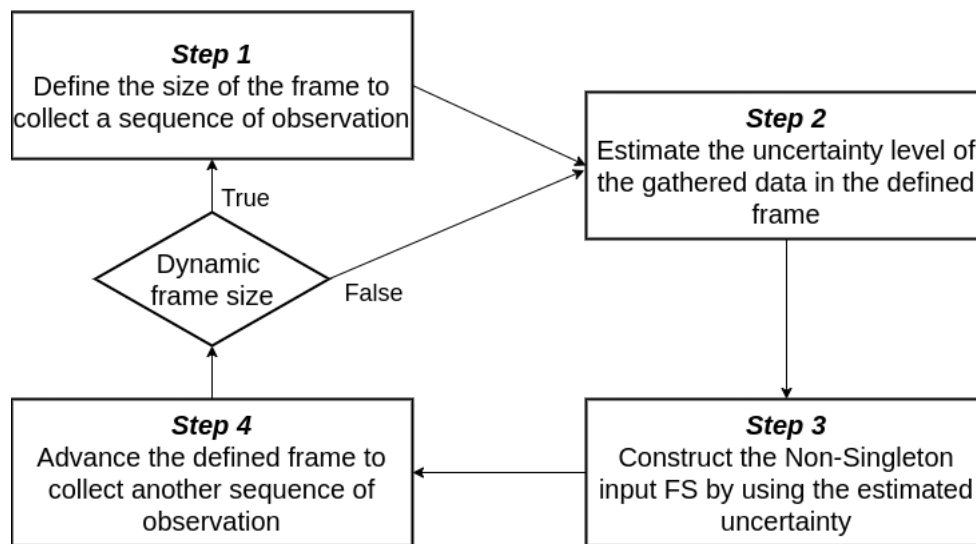 Step 1
Define the size of the frame to
collect a sequence of observation
Step 2
Estimate the uncertainty level of
the gathered data in the defined
frame
True
Dynamic
frame size
False
Step 4
Advance the defined frame to
collect another sequence of
observation
Step 3
Construct the Non-Singleton
input FS by using the estimated
uncertainty